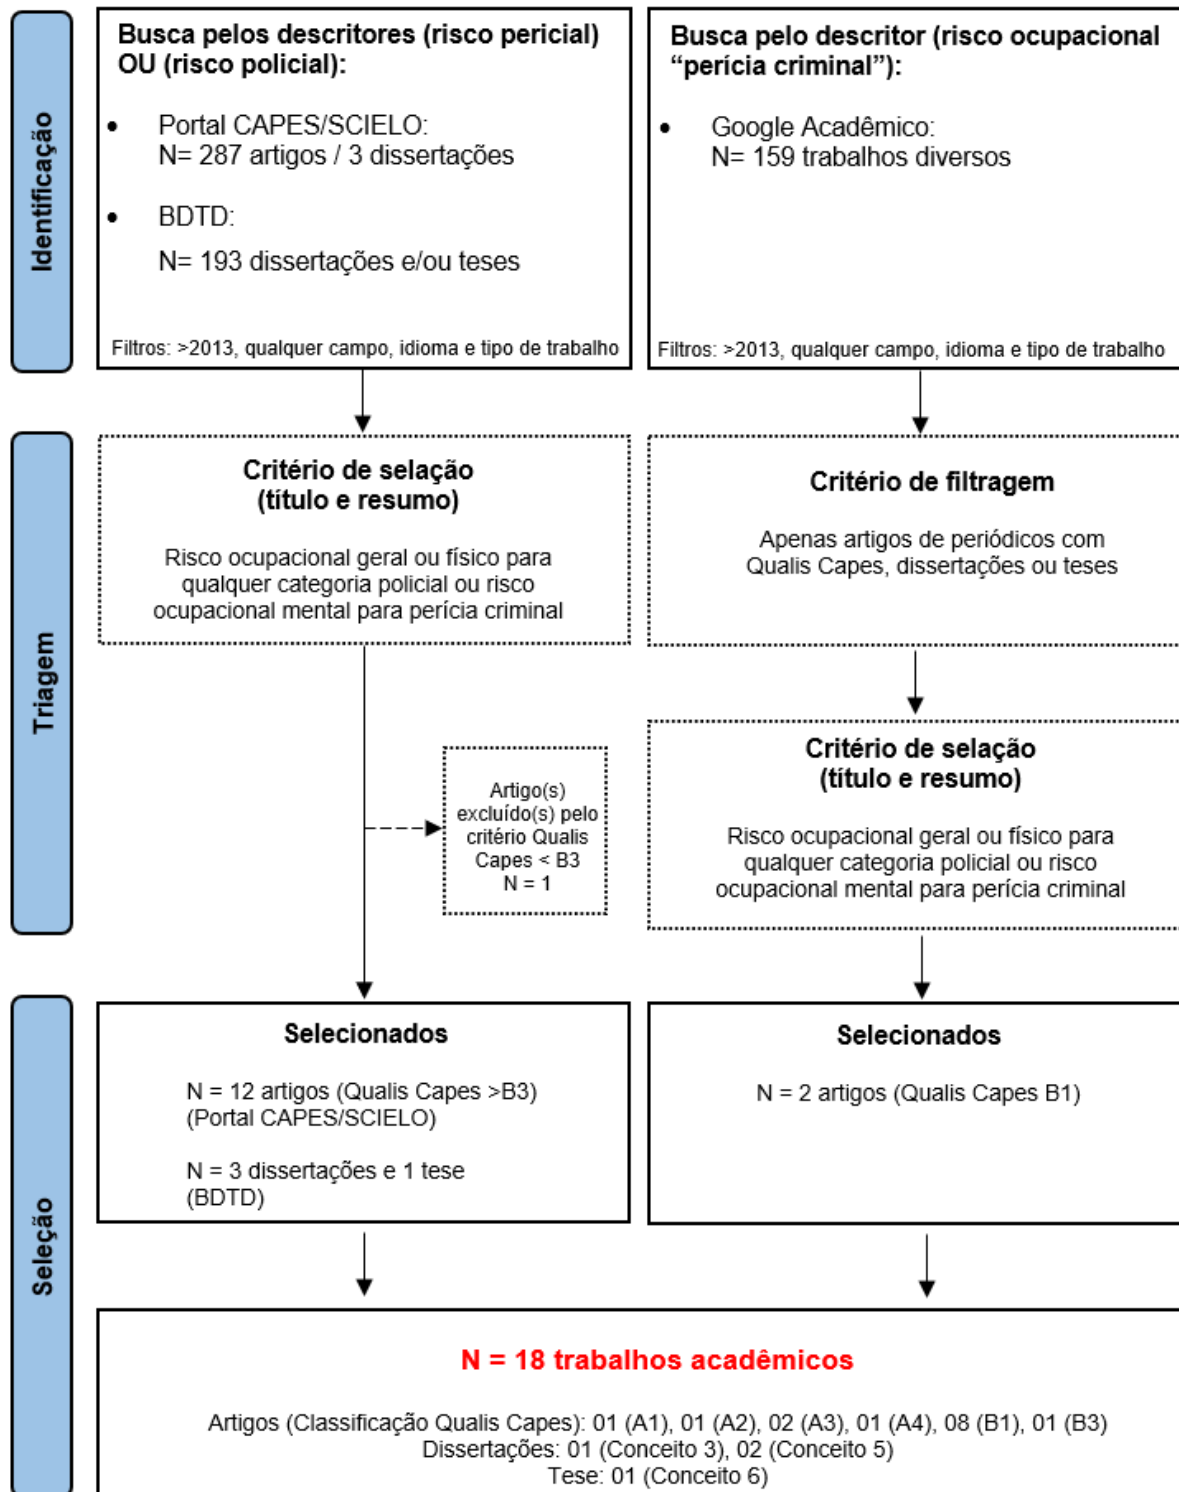 Identificação
Busca pelos descritores (risco pericial)
OU (risco policial):
• Portal CAPES/SCIELO:
N= 287 artigos / 3 dissertações
• BDTD:
N= 193 dissertações e/ou teses
Filtros: >2013, qualquer campo, idioma e tipo de trabalho
Busca pelo descritor (risco ocupacional
“perícia criminal”):
• Google Acadêmico:
N= 159 trabalhos diversos
Filtros: >2013, qualquer campo, idioma e tipo de trabalho
Triagem
Critério de selação
(título e resumo)
Risco ocupacional geral ou físico para
qualquer categoria policial ou risco
ocupacional mental para perícia criminal
Artigo(s)
excluído(s) pelo
critério Qualis
Capes < B3
N = 1
Critério de filtragem
Apenas artigos de periódicos com
Qualis Capes, dissertações ou teses
Critério de selação
(título e resumo)
Risco ocupacional geral ou físico para
qualquer categoria policial ou risco
ocupacional mental para perícia criminal
Seleção
Selecionados
N = 12 artigos (Qualis Capes >B3)
(Portal CAPES/SCIELO)
N = 3 dissertações e 1 tese
(BDTD)
Selecionados
N = 2 artigos (Qualis Capes B1)
N = 18 trabalhos acadêmicos
Artigos (Classificação Qualis Capes): 01 (A1), 01 (A2), 02 (A3), 01 (A4), 08 (B1), 01 (B3)
Dissertações: 01 (Conceito 3), 02 (Conceito 5)
Tese: 01 (Conceito 6)